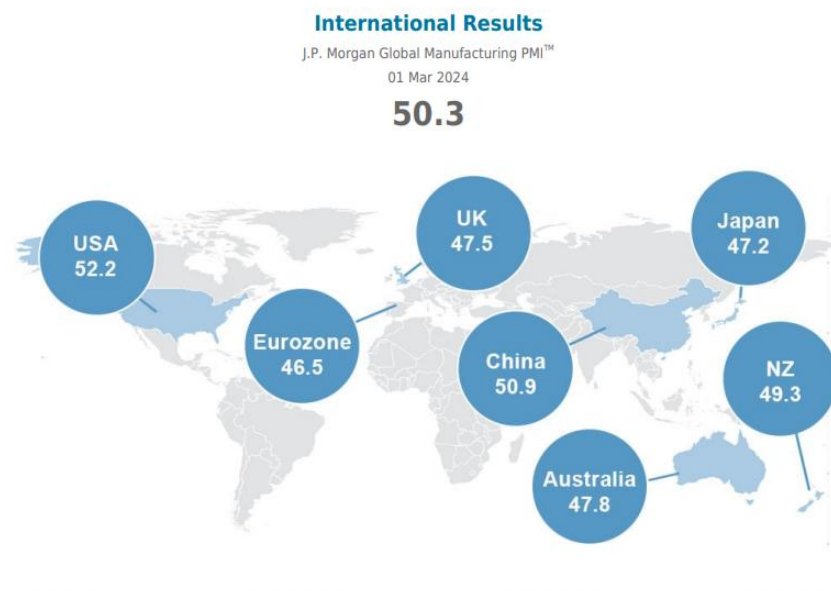 International Results
J.P. Morgan Global Manufacturing PMI™
01 Mar 2024
50.3
USA
52.2
UK
47.5
Japan
47.2
Eurozone
46.5
China
50.9
NZ
49.3
Australia
47.8